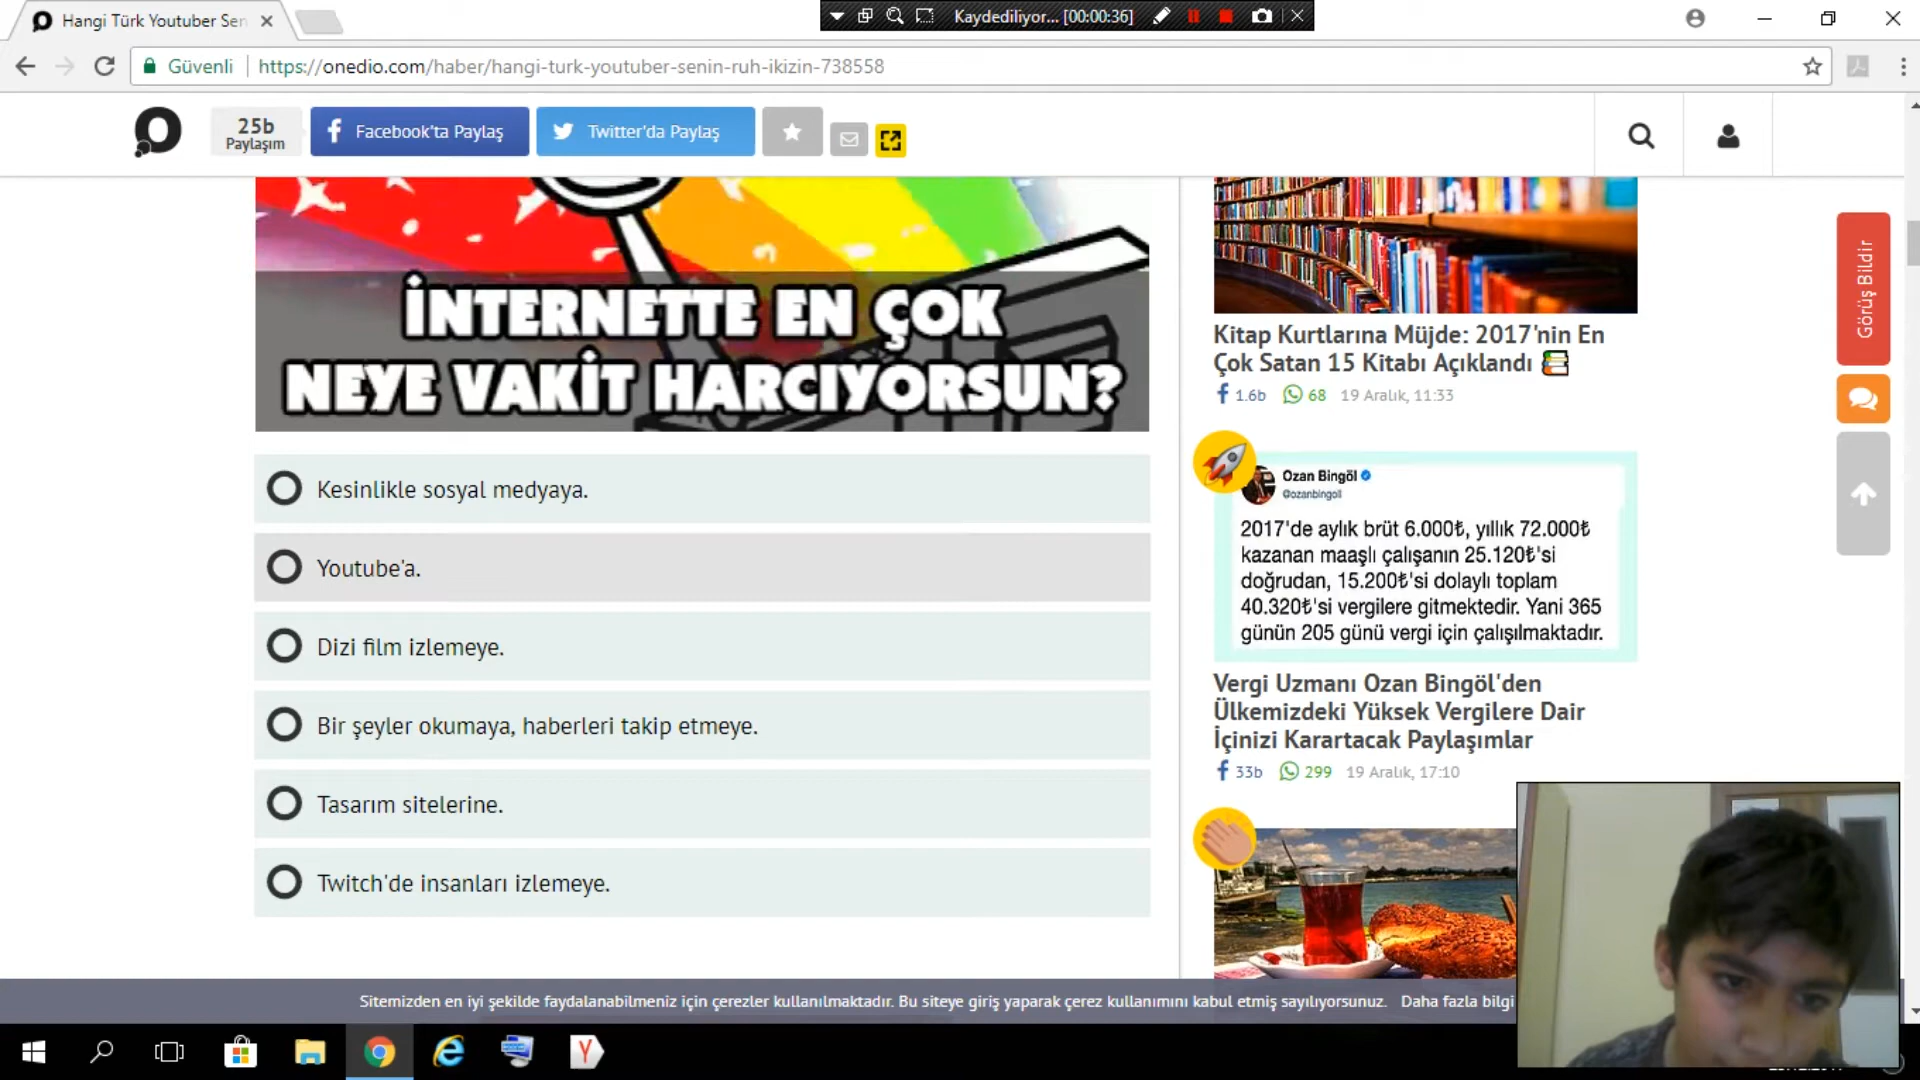 Hangi Türk Youtuber Sen
Kaydediliyor... [00:00:36]
Güvenli
https://onedio.com/haber/hangi-turk-youtuber-senin-ruh-ikizin-738558
25b
Paylaşım
Facebook'ta Paylaş
Twitter'da Paylaş
İNTERNETTE EN ÇOK
NEYE VAKİT HARCIYORSUN?
Kesinlikle sosyal medyaya.
Youtube'a.
Dizi film izlemeye.
Bir şeyler okumaya, haberleri takip etmeye.
Tasarım sitelerine.
Twitch'de insanları izlemeye.
Kitap Kurtlarına Müjde: 2017'nin En
Çok Satan 15 Kitabı Açıklandı
1.6b 68 19 Aralık, 11:33
Ozan Bingöl
@ozanbingoll
2017'de aylık brüt 6.000₺, yıllık 72.000₺
kazanan maaşlı çalışanın 25.120₺'si
doğrudan, 15.200₺'si dolaylı toplam
40.320₺'si vergilere gitmektedir. Yani 365
günün 205 günü vergi için çalışılmaktadır.
Vergi Uzmanı Ozan Bingöl'den
Ülkemizdeki Yüksek Vergilere Dair
İçinizi Karartacak Paylaşımlar
33b 299 19 Aralık, 17:10
Görüş Bildir
Sitemizden en iyi şekilde faydalanabilmeniz için çerezler kullanılmaktadır. Bu siteye giriş yaparak çerez kullanımını kabul etmiş sayılıyorsunuz. Daha fazla bilgi